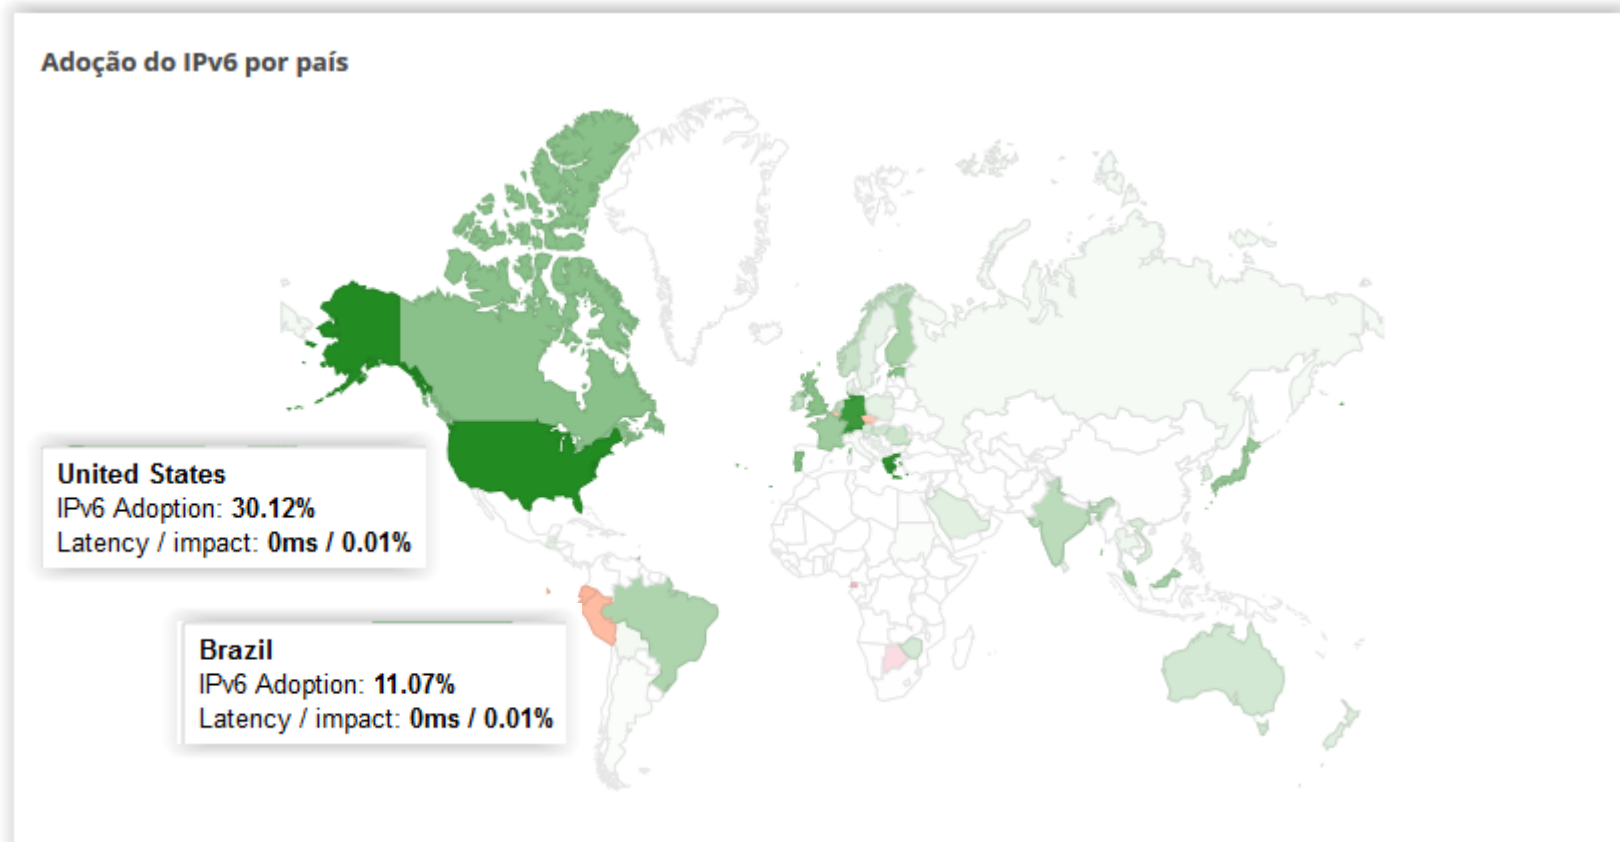 Adoção do IPv6 por país
United States
IPv6 Adoption: 30.12%
Latency / impact: 0ms / 0.01%
Brazil
IPv6 Adoption: 11.07%
Latency / impact: 0ms / 0.01%